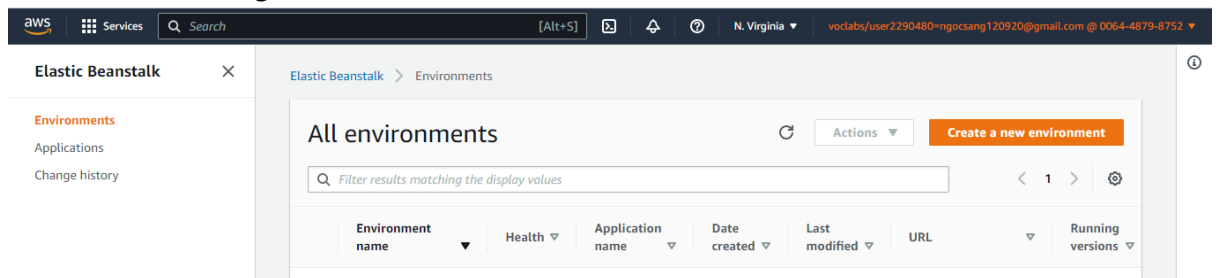 aws Services Search [Alt+S] N. Virginia voclabs/user2290480=ngocsang120920@gmail.com @ 0064-4879-8752
Elastic Beanstalk
Environments
Applications
Change history
Elastic Beanstalk > Environments
All environments
Actions
Create a new environment
Filter results matching the display values
< 1 >
Environment name
Health
Application name
Date created
Last modified
URL
Running versions